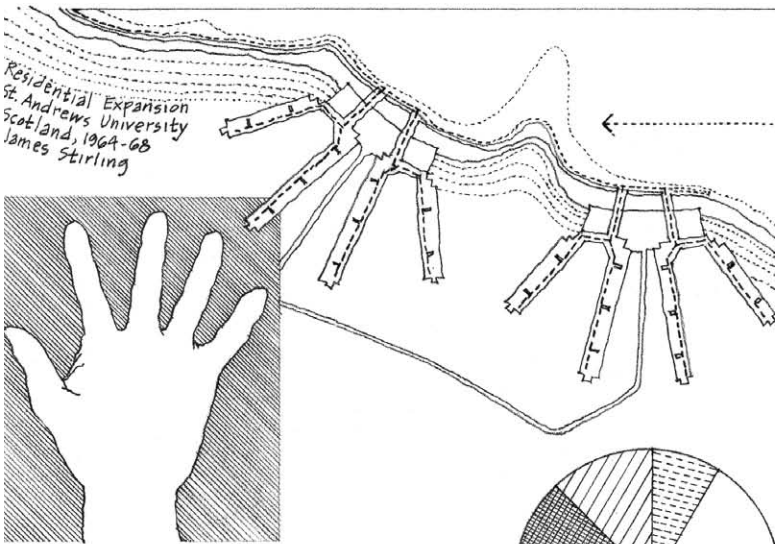 Residential Expansion
St Andrews University
Scotland, 1964-68
James Stirling